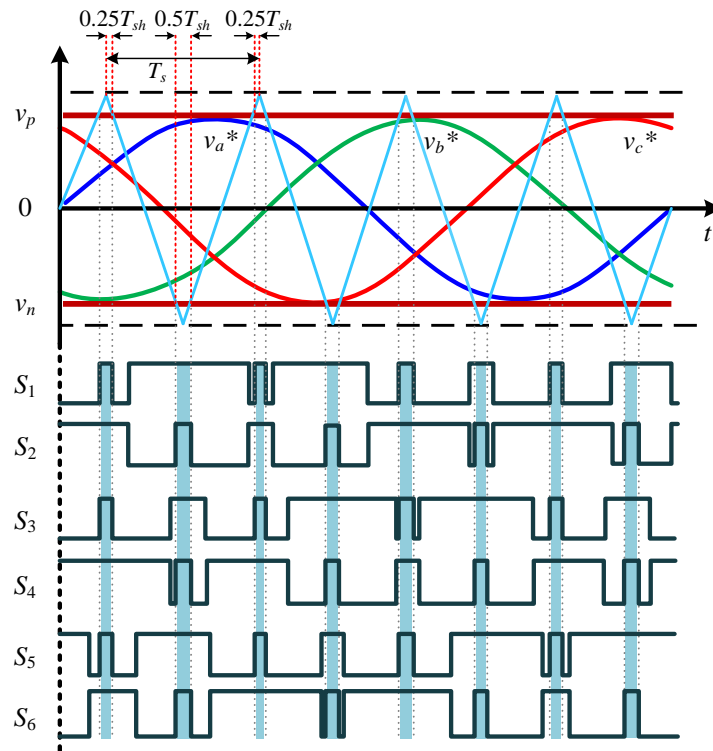 0.25T_sh 0.5T_sh 0.25T_sh
T_s
v_p
v_a* v_b* v_c*
0
t
v_n
S_1
S_2
S_3
S_4
S_5
S_6